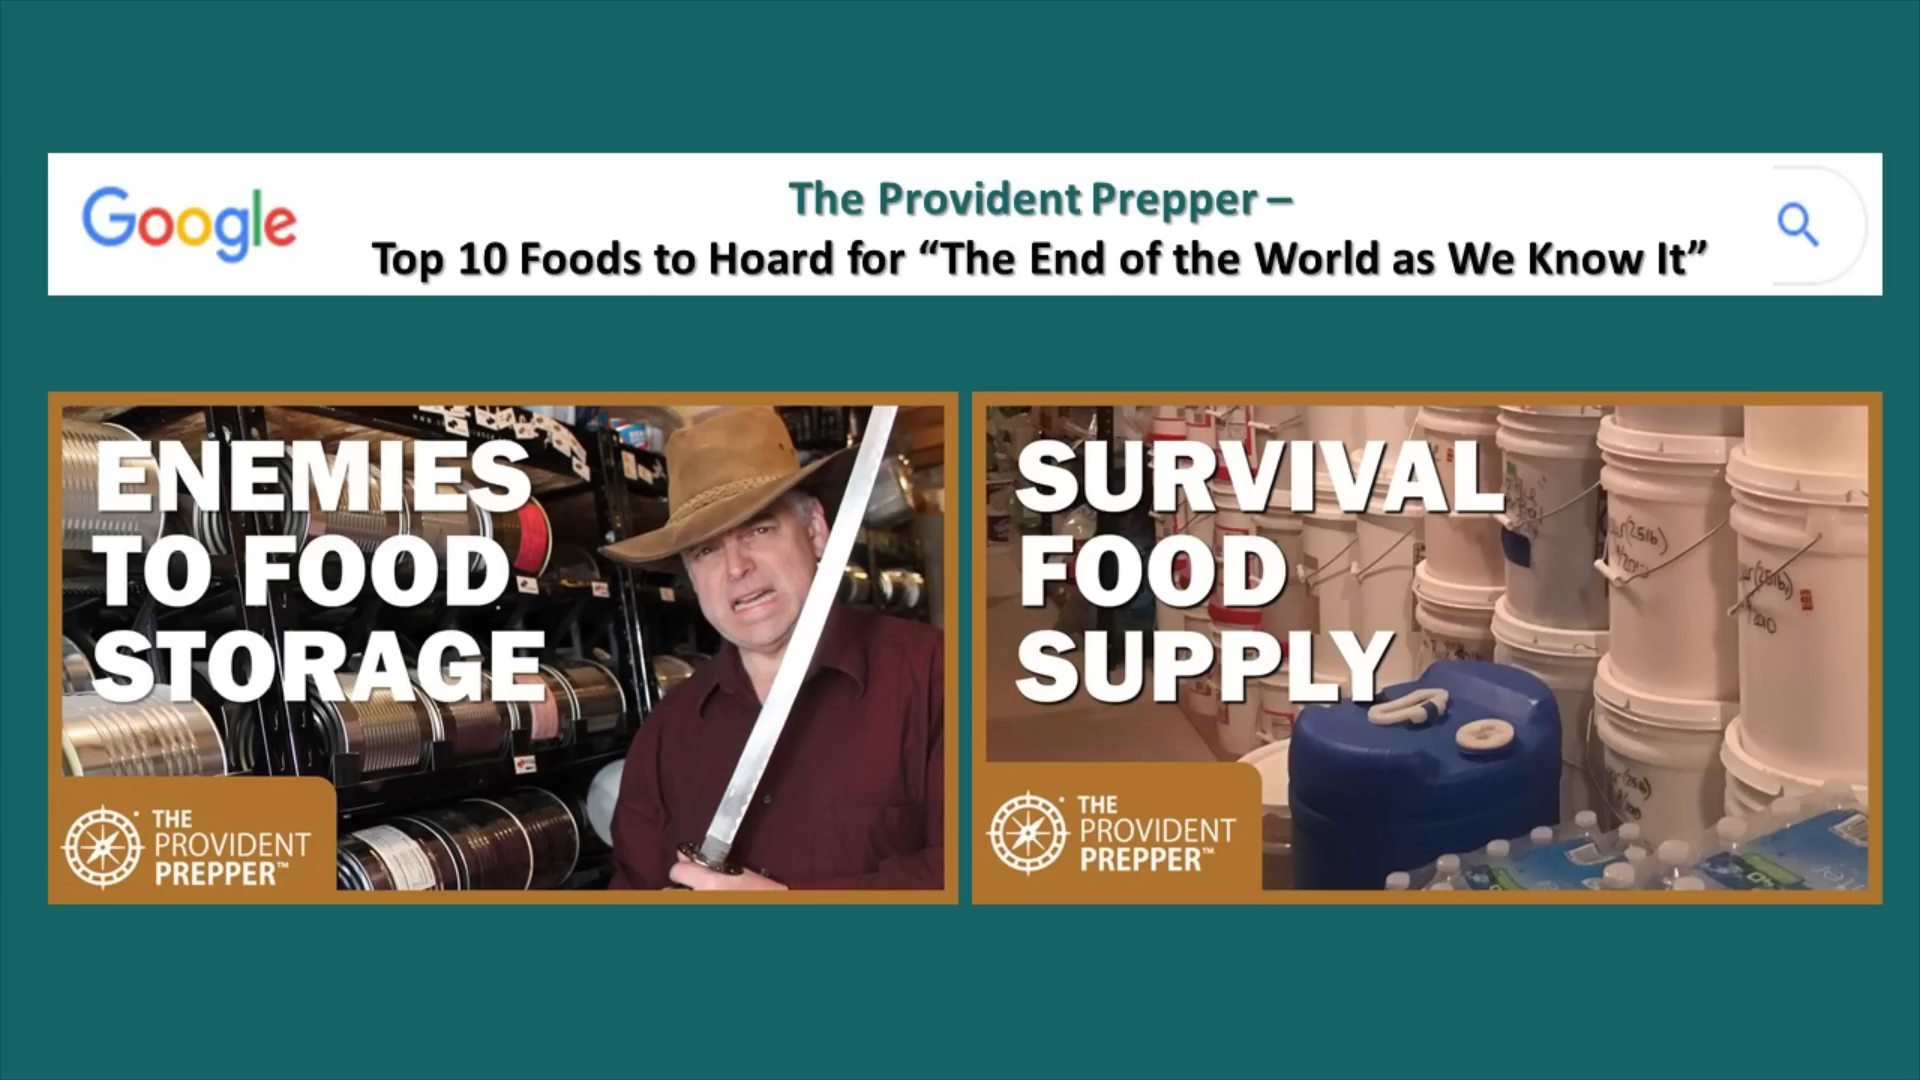 Google
The Provident Prepper –
Top 10 Foods to Hoard for “The End of the World as We Know It”
ENEMIES
TO FOOD
STORAGE
THE
PROVIDENT
PREPPER™
SURVIVAL
FOOD
SUPPLY
THE
PROVIDENT
PREPPER™